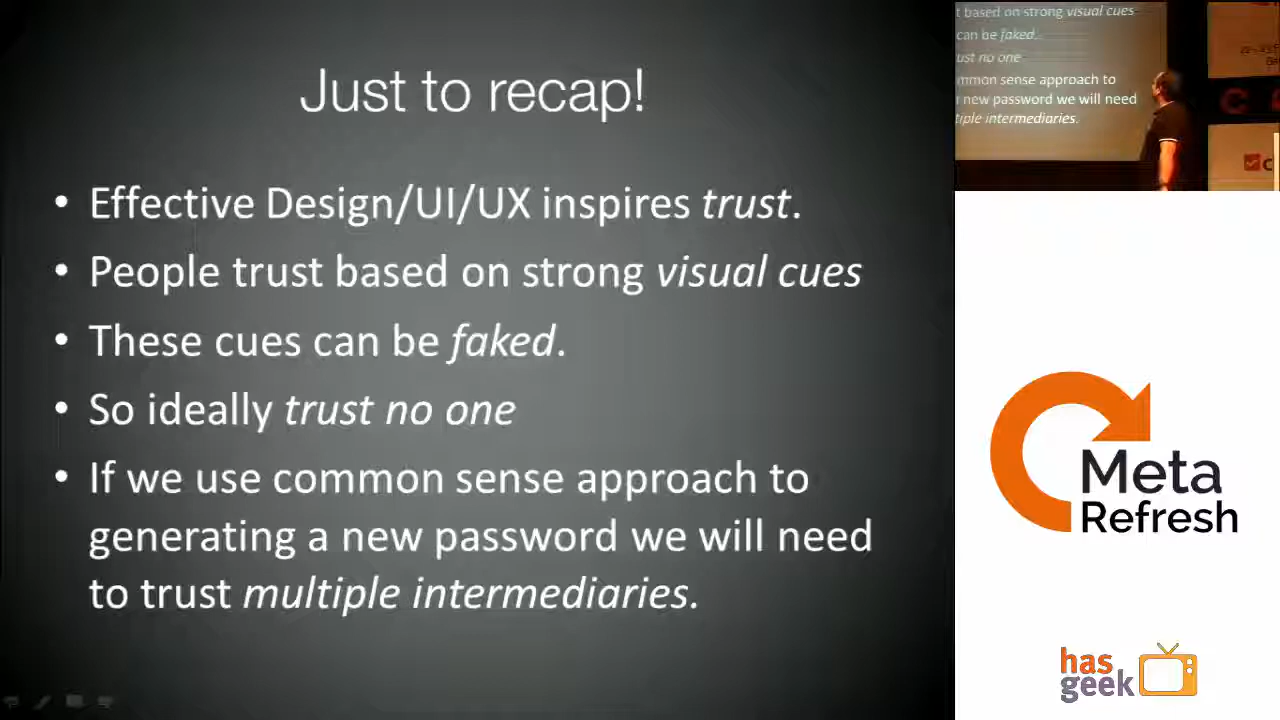 Just to recap!
• Effective Design/UI/UX inspires trust.
• People trust based on strong visual cues
• These cues can be faked.
• So ideally trust no one
• If we use common sense approach to
generating a new password we will need
to trust multiple intermediaries.
t based on strong visual cues
can be faked.
ust no one
mmon sense approach to
new password we will need
tiple intermediaries.
Meta
Refresh
has
geek